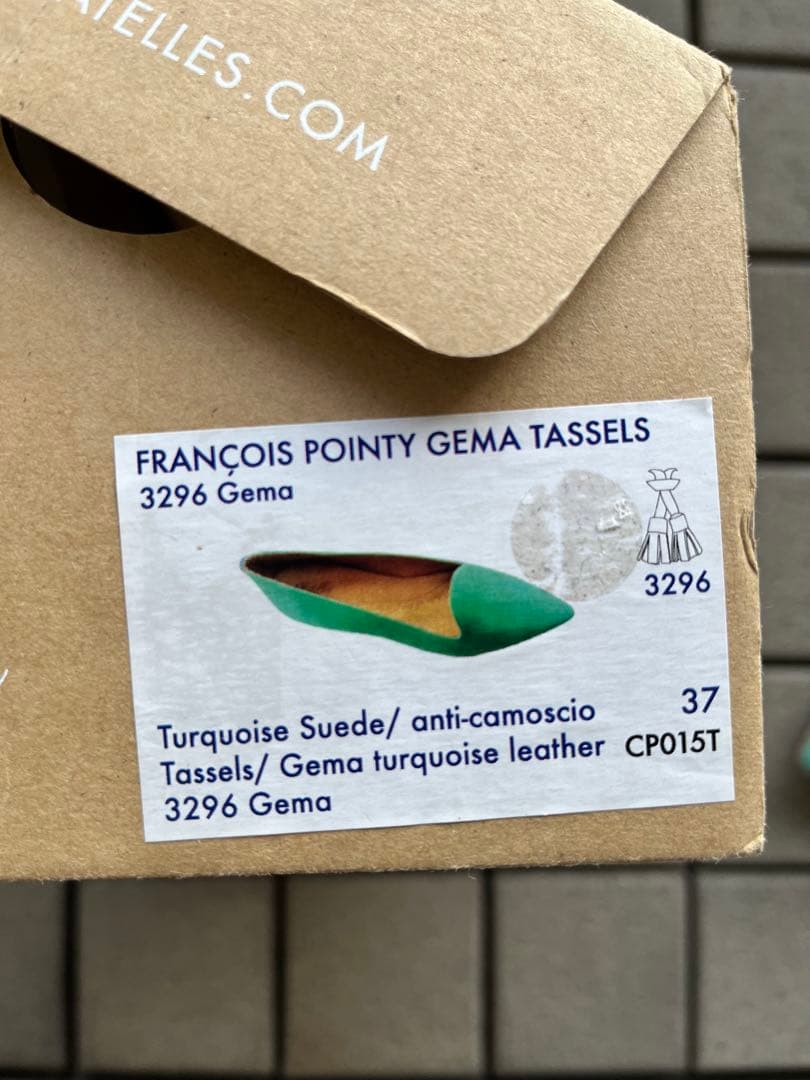 ATELLES.COM
FRANÇOIS POINTY GEMA TASSELS
3296 Gema
3296
37
Turquoise Suede/ anti-camoscio
Tassels/ Gema turquoise leather CP015T
3296 Gema